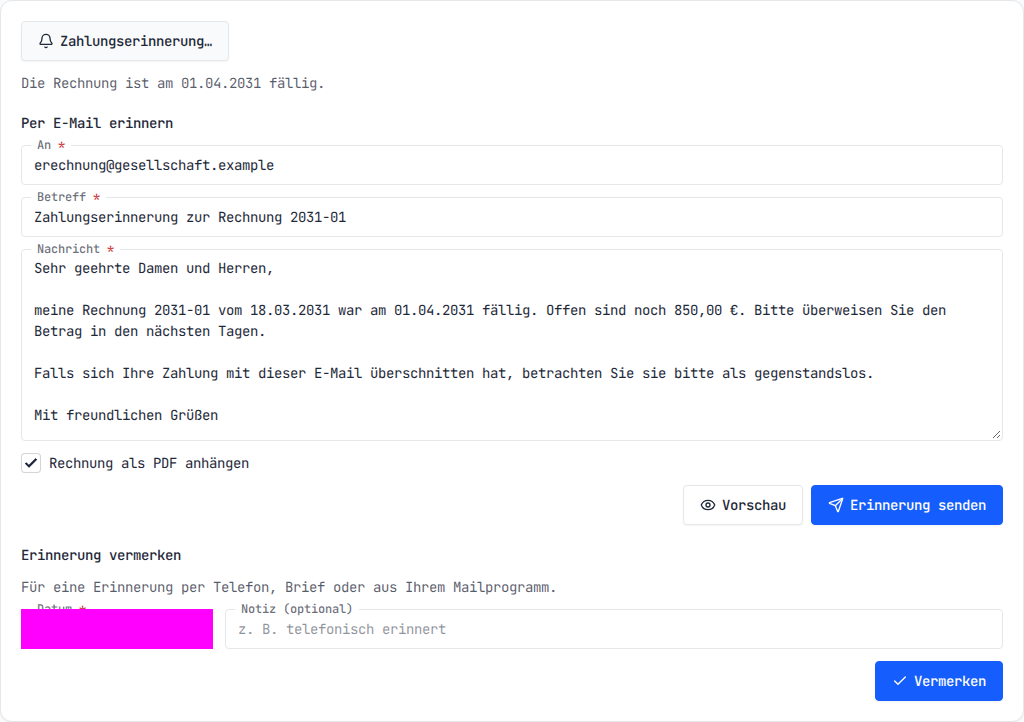 Zahlungserinnerung…
Die Rechnung ist am 01.04.2031 fällig.
Per E-Mail erinnern
An *
erechnung@gesellschaft.example
Betreff *
Zahlungserinnerung zur Rechnung 2031-01
Nachricht *
Sehr geehrte Damen und Herren,
meine Rechnung 2031-01 vom 18.03.2031 war am 01.04.2031 fällig. Offen sind noch 850,00 €. Bitte überweisen Sie den
Betrag in den nächsten Tagen.
Falls sich Ihre Zahlung mit dieser E-Mail überschnitten hat, betrachten Sie sie bitte als gegenstandslos.
Mit freundlichen Grüßen
Rechnung als PDF anhängen
Vorschau
Erinnerung senden
Erinnerung vermerken
Für eine Erinnerung per Telefon, Brief oder aus Ihrem Mailprogramm.
Datum *
Notiz (optional)
z. B. telefonisch erinnert
Vermerken